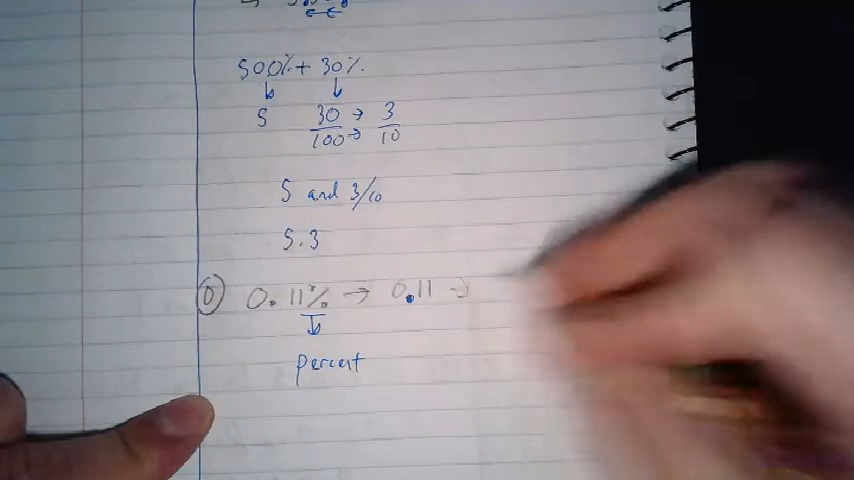 500% + 30%
↓ ↓
5 30/100 → 3/10
5 and 3/10
5.3
D 0.11% → 0.11 →
↓
percent